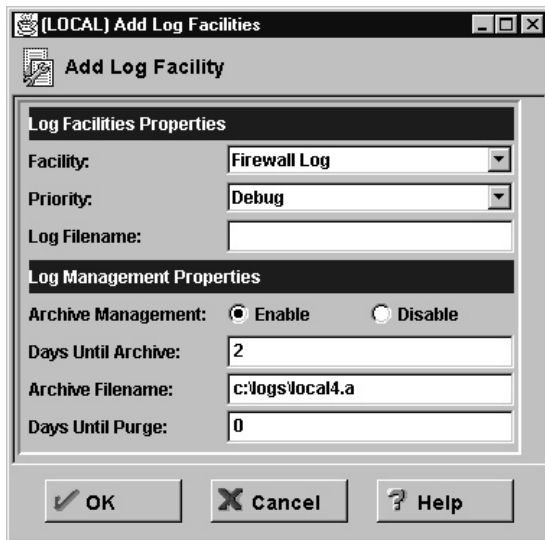 (LOCAL) Add Log Facilities
Add Log Facility
Log Facilities Properties
Facility: Firewall Log
Priority: Debug
Log Filename:
Log Management Properties
Archive Management: Enable Disable
Days Until Archive: 2
Archive Filename: c:\logs\local4.a
Days Until Purge: 0
OK Cancel Help